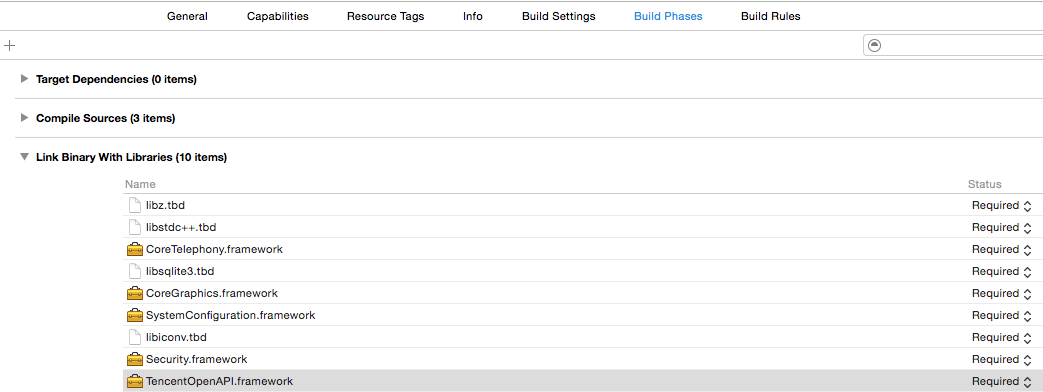 General Capabilities Resource Tags Info Build Settings Build Phases Build Rules
Target Dependencies (0 items)
Compile Sources (3 items)
Link Binary With Libraries (10 items)
Name Status
libz.tbd Required
libstdc++.tbd Required
CoreTelephony.framework Required
libsqlite3.tbd Required
CoreGraphics.framework Required
SystemConfiguration.framework Required
libiconv.tbd Required
Security.framework Required
TencentOpenAPI.framework Required